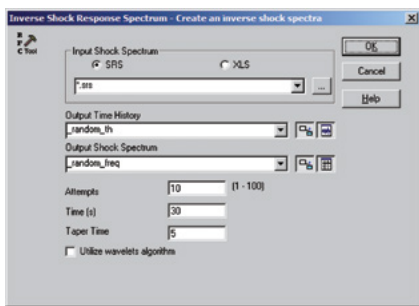 Inverse Shock Response Spectrum - Create an inverse shock spectra
C Tool
Input Shock Spectrum
SRS
XLS
*.srs
...
OK
Cancel
Help
Output Time History
_random_th
Output Shock Spectrum
_random_freq
Attempts
10
(1 - 100)
Time (s)
30
Taper Time
5
Utilize wavelets algorithm